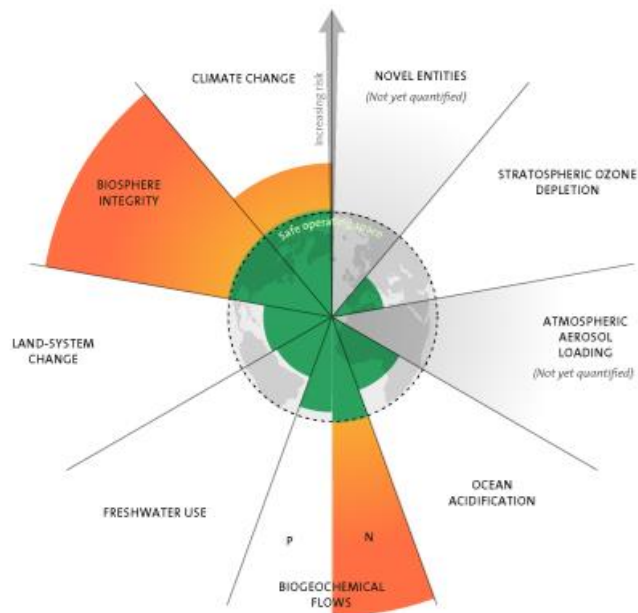 CLIMATE CHANGE
Increasing risk
NOVEL ENTITIES
(Not yet quantified)
STRATOSPHERIC OZONE
DEPLETION
BIOSPHERE
INTEGRITY
Safe operating space
ATMOSPHERIC
AEROSOL
LOADING
(Not yet quantified)
LAND-SYSTEM
CHANGE
OCEAN
ACIDIFICATION
FRESHWATER USE
P
N
BIOGEOCHEMICAL
FLOWS